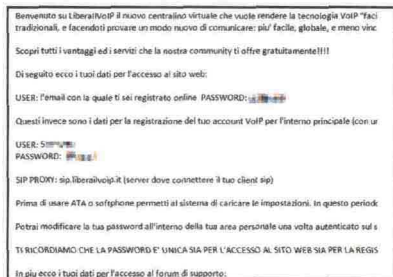 Benvenuto su LiberailVoIP il nuovo centralino virtuale che vuole rendere la tecnologia VoIP "faci
tradizionali, e facendoti provare un modo nuovo di comunicare: piu' facile, globale, e meno vinc
Scopri tutti i vantaggi ed i servizi che la nostra community ti offre gratuitamente!!!!
Di seguito ecco i tuoi dati per l'accesso al sito web:
USER: l'email con la quale ti sei registrato online PASSWORD:
Questi invece sono i dati per la registrazione del tuo account VoIP per l'interno principale (con ur
USER: 5
PASSWORD:
SIP PROXY: sip.liberailvoip.it (server dove connettere il tuo client sip)
Prima di usare ATA o softphone permetti al sistema di caricare le impostazioni. In questo periodo
Potrai modificare la tua password all'interno della tua area personale una volta autenticato sul s
TI RICORDIAMO CHE LA PASSWORD E' UNICA SIA PER L'ACCESSO AL SITO WEB SIA PER LA REGIS
In piu ecco i tuoi dati per l'accesso al forum di supporto: